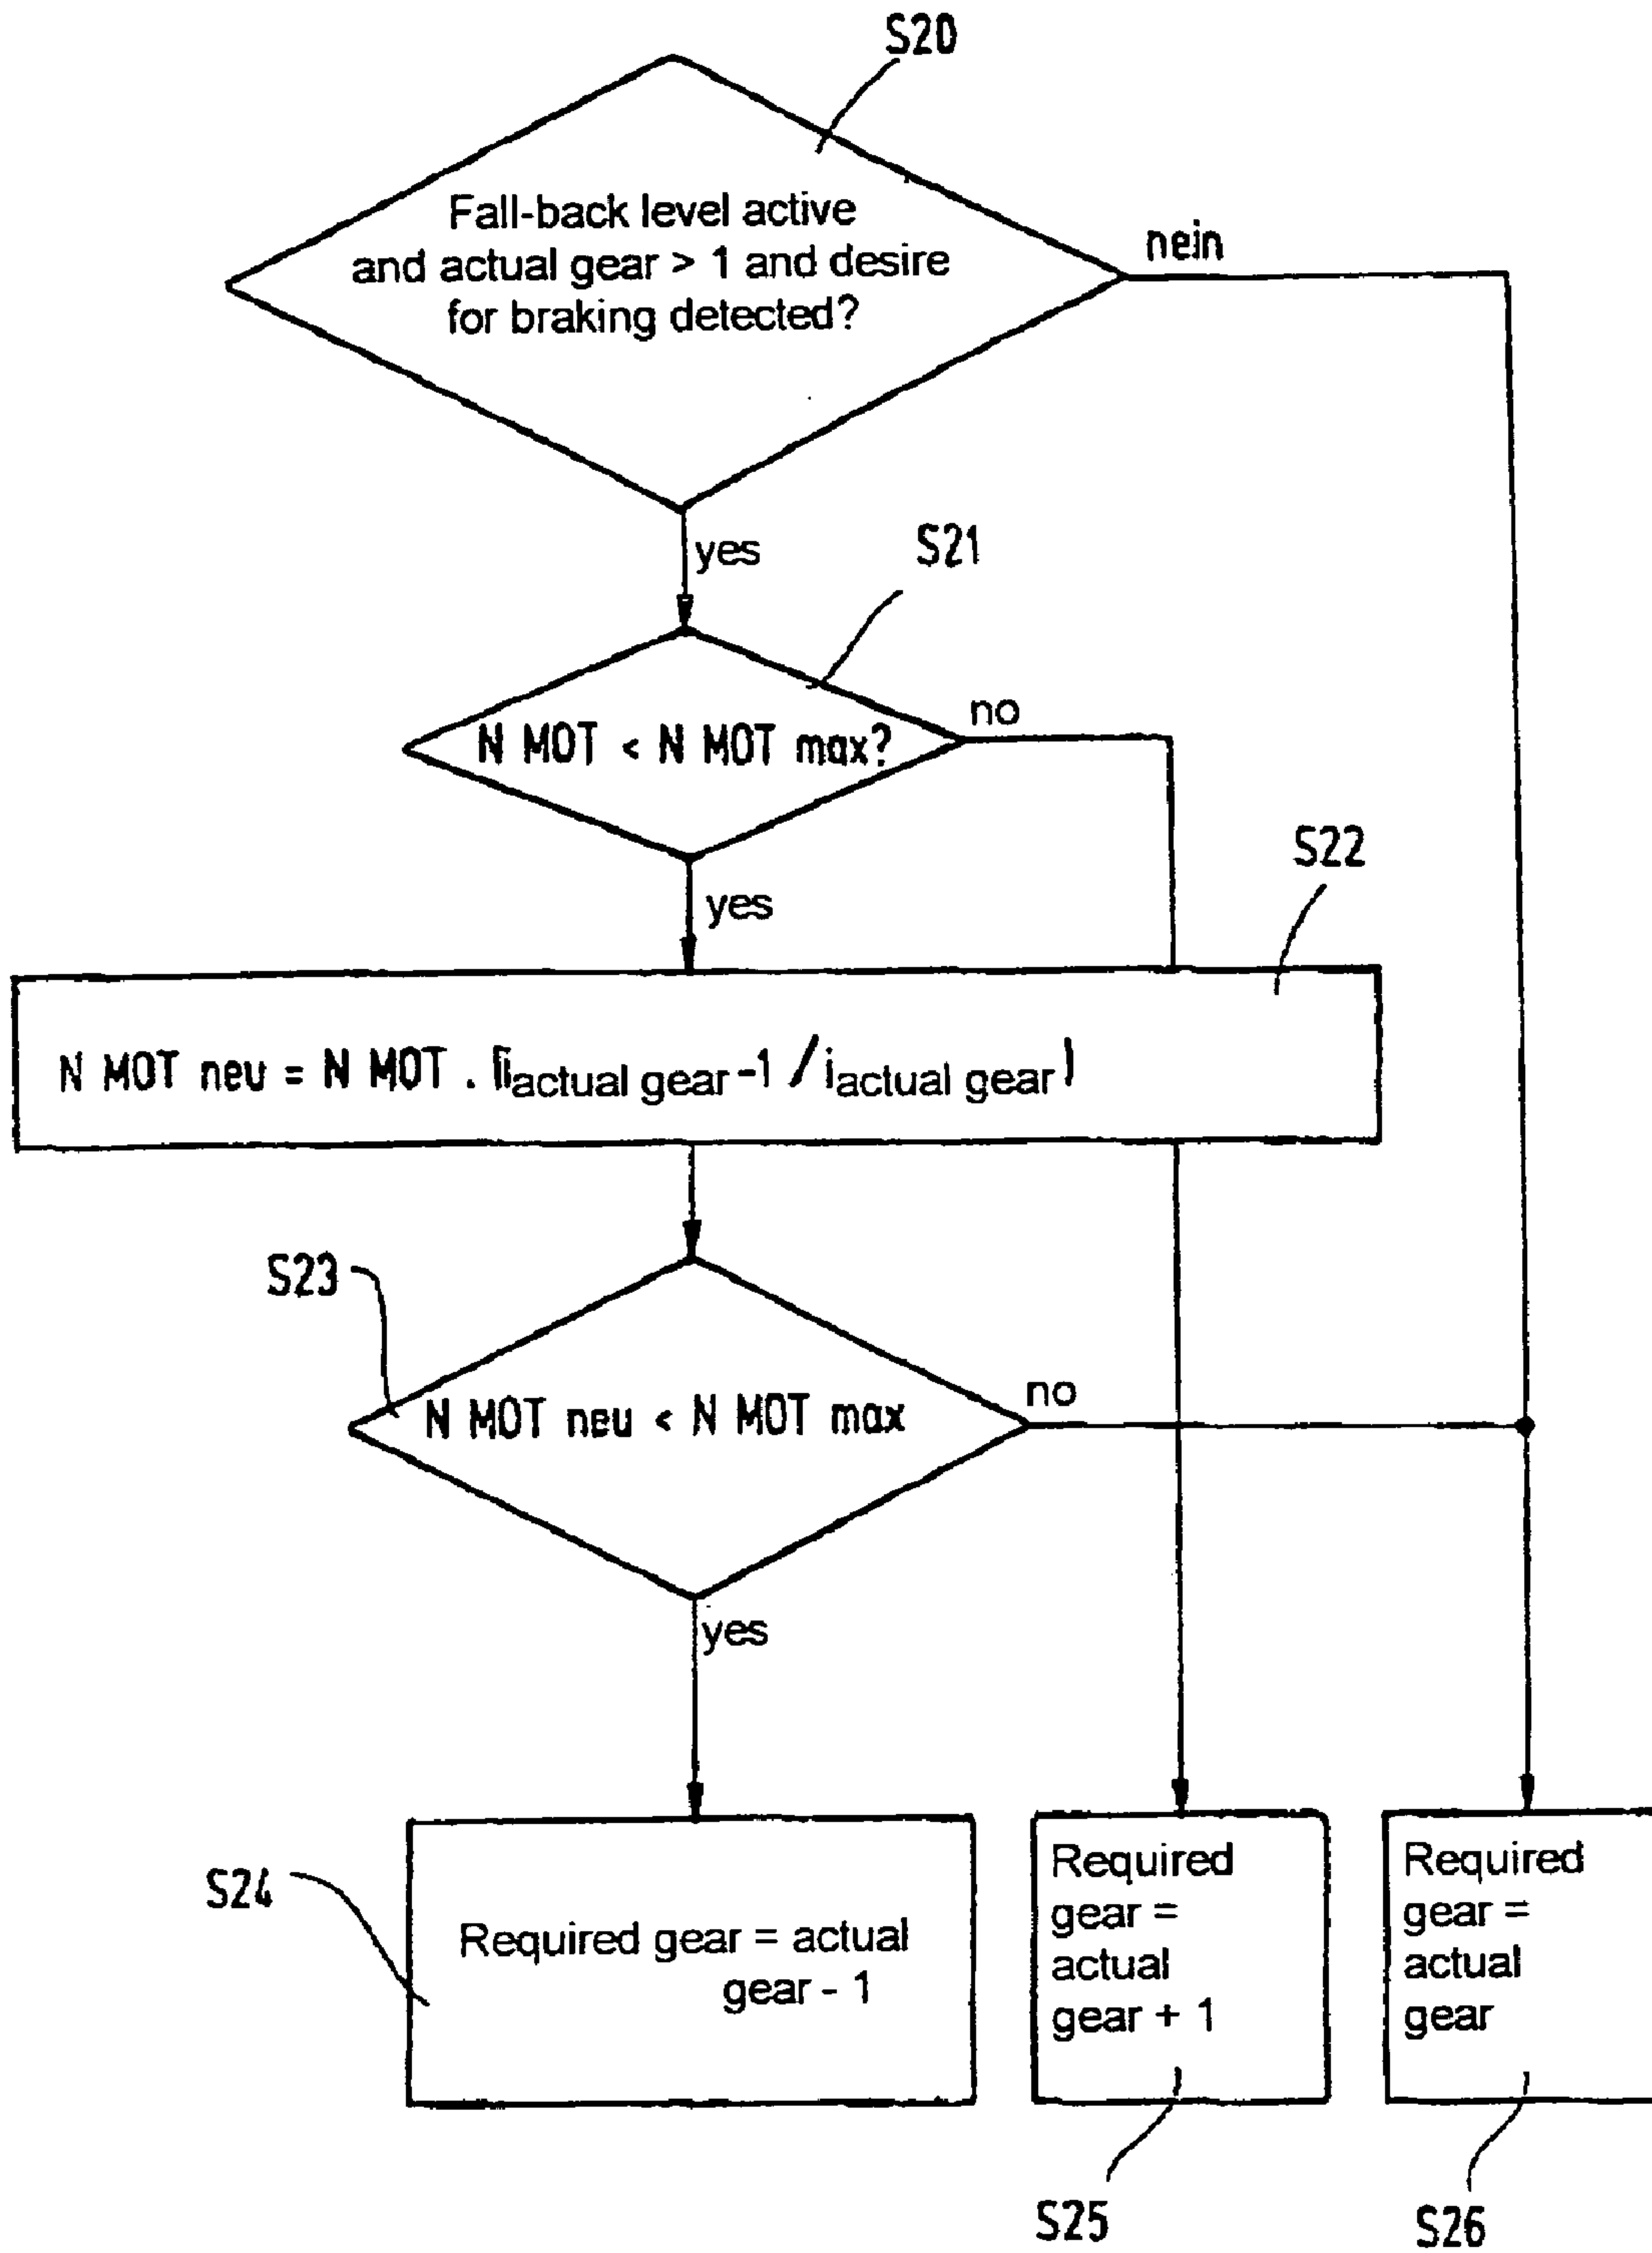 S20
Fall-back level active
and actual gear > 1 and desire
for braking detected?
nein
yes
S21
N MOT < N MOT max?
no
yes
S22
N MOT neu = N MOT . [i actual gear -1 / i actual gear)
S23
N MOT neu < N MOT max
no
yes
S24
Required gear = actual
gear - 1
Required
gear =
actual
gear + 1
Required
gear =
actual
gear
S25
S26